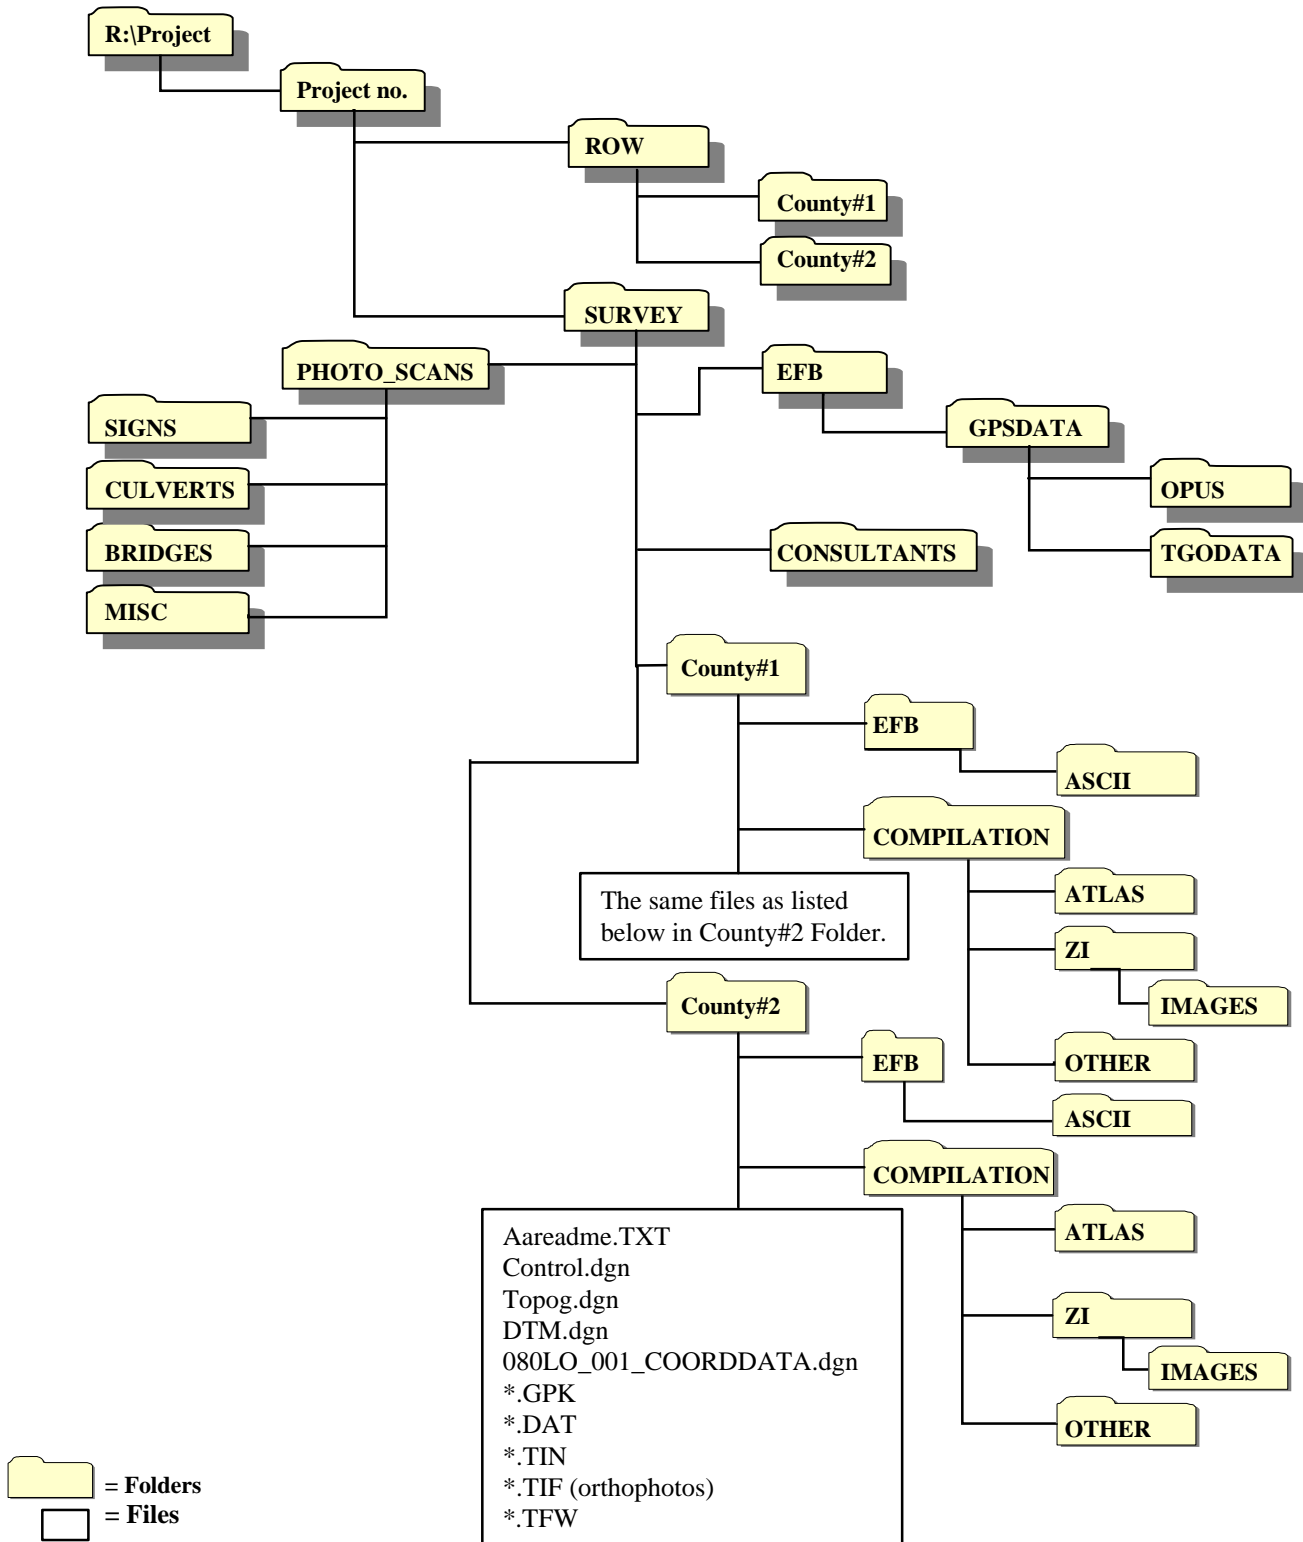 R:\Project
Project no.
ROW
County#1
County#2
SURVEY
PHOTO_SCANS
EFB
SIGNS
GPSDATA
CULVERTS
OPUS
BRIDGES
CONSULTANTS
TGODATA
MISC
County#1
EFB
ASCII
COMPILATION
The same files as listed
below in County#2 Folder.
ATLAS
ZI
IMAGES
County#2
OTHER
EFB
ASCII
COMPILATION
Aareadme.TXT
Control.dgn
Topog.dgn
DTM.dgn
080LO_001_COORDDATA.dgn
*.GPK
*.DAT
*.TIN
*.TIF (orthophotos)
*.TFW
ATLAS
ZI
IMAGES
OTHER
= Folders
= Files